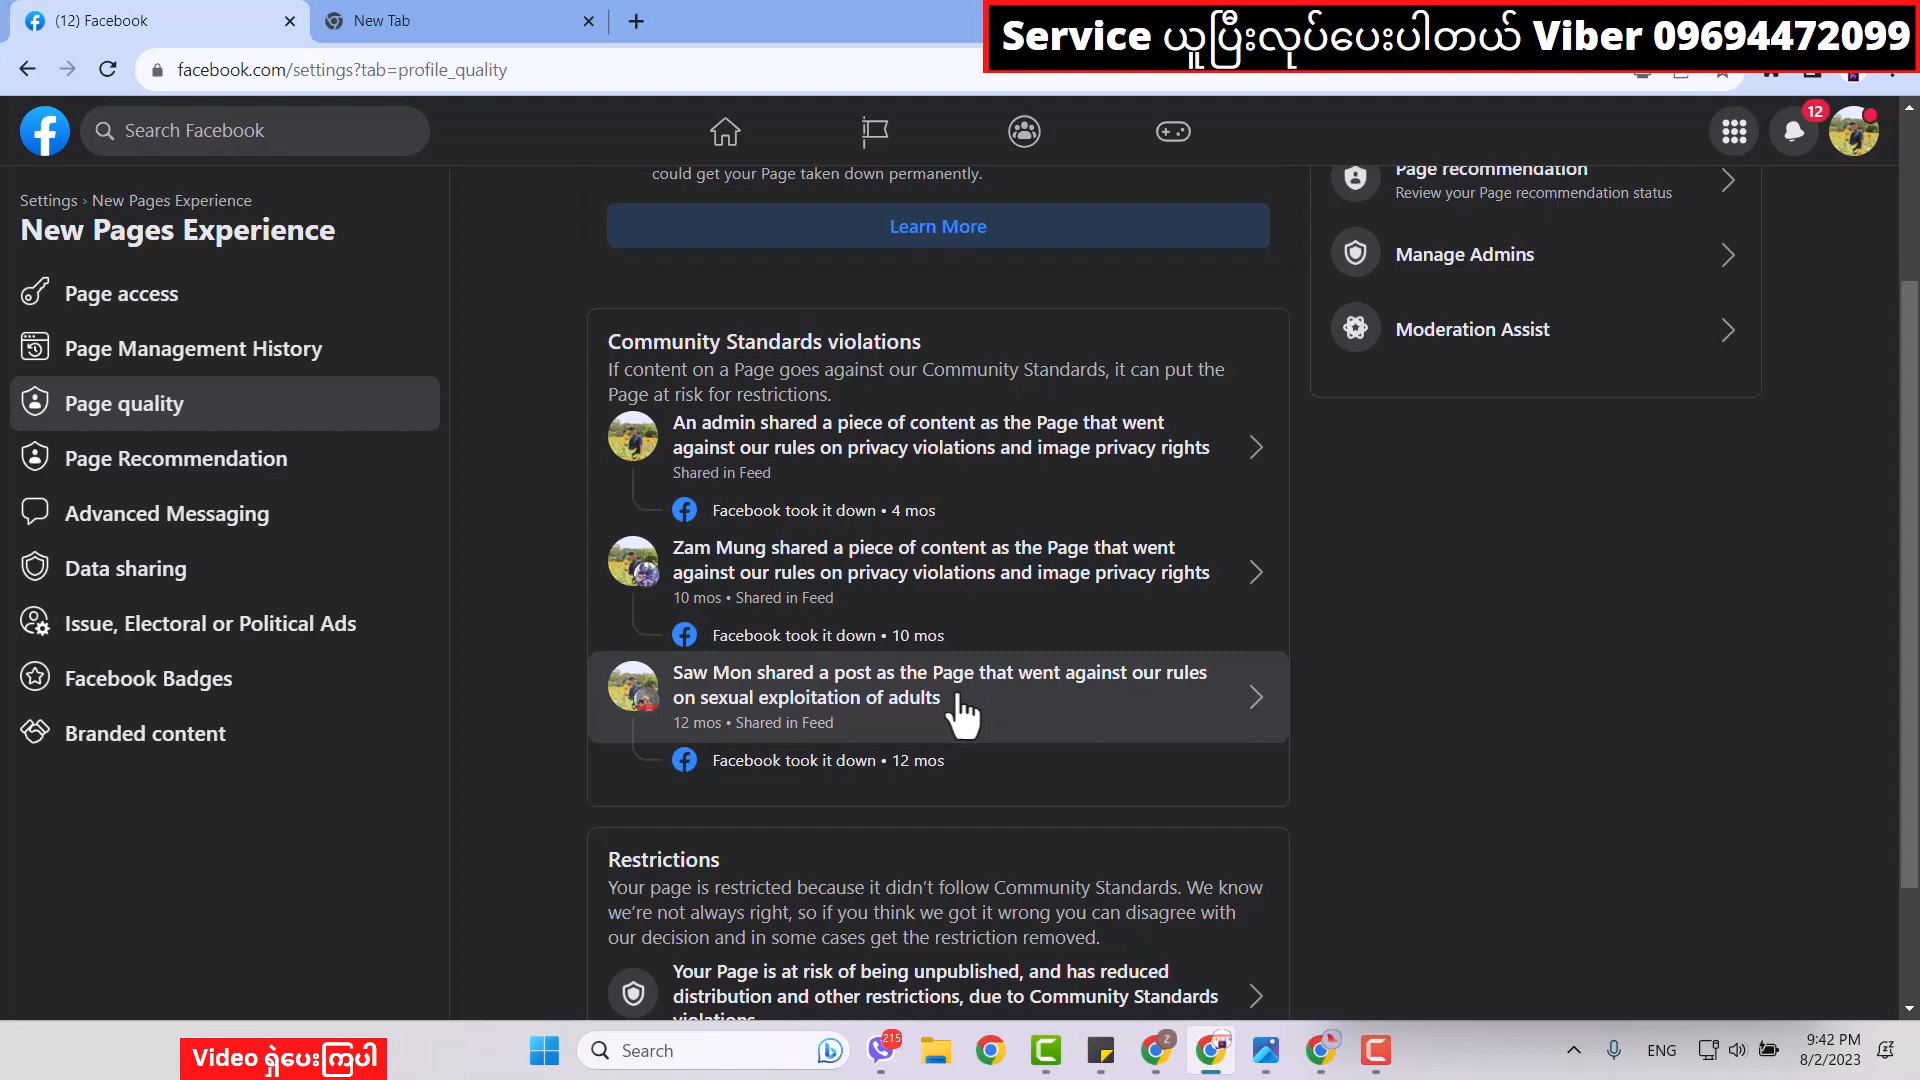 (12) Facebook
New Tab
Service ယူပြီးလုပ်ပေးပါတယ် Viber 09694472099
facebook.com/settings?tab=profile_quality
Search Facebook
12
Settings › New Pages Experience
New Pages Experience
Page access
Page Management History
Page quality
Page Recommendation
Advanced Messaging
Data sharing
Issue, Electoral or Political Ads
Facebook Badges
Branded content
could get your Page taken down permanently.
Learn More
Community Standards violations
If content on a Page goes against our Community Standards, it can put the
Page at risk for restrictions.
An admin shared a piece of content as the Page that went
against our rules on privacy violations and image privacy rights
Shared in Feed
Facebook took it down • 4 mos
Zam Mung shared a piece of content as the Page that went
against our rules on privacy violations and image privacy rights
10 mos • Shared in Feed
Facebook took it down • 10 mos
Saw Mon shared a post as the Page that went against our rules
on sexual exploitation of adults
12 mos • Shared in Feed
Facebook took it down • 12 mos
Restrictions
Your page is restricted because it didn't follow Community Standards. We know
we're not always right, so if you think we got it wrong you can disagree with
our decision and in some cases get the restriction removed.
Your Page is at risk of being unpublished, and has reduced
distribution and other restrictions, due to Community Standards
violations
Page recommendation
Review your Page recommendation status
Manage Admins
Moderation Assist
Video ရှဲပေးကြပါ
Search
215
Z
ENG
9:42 PM
8/2/2023